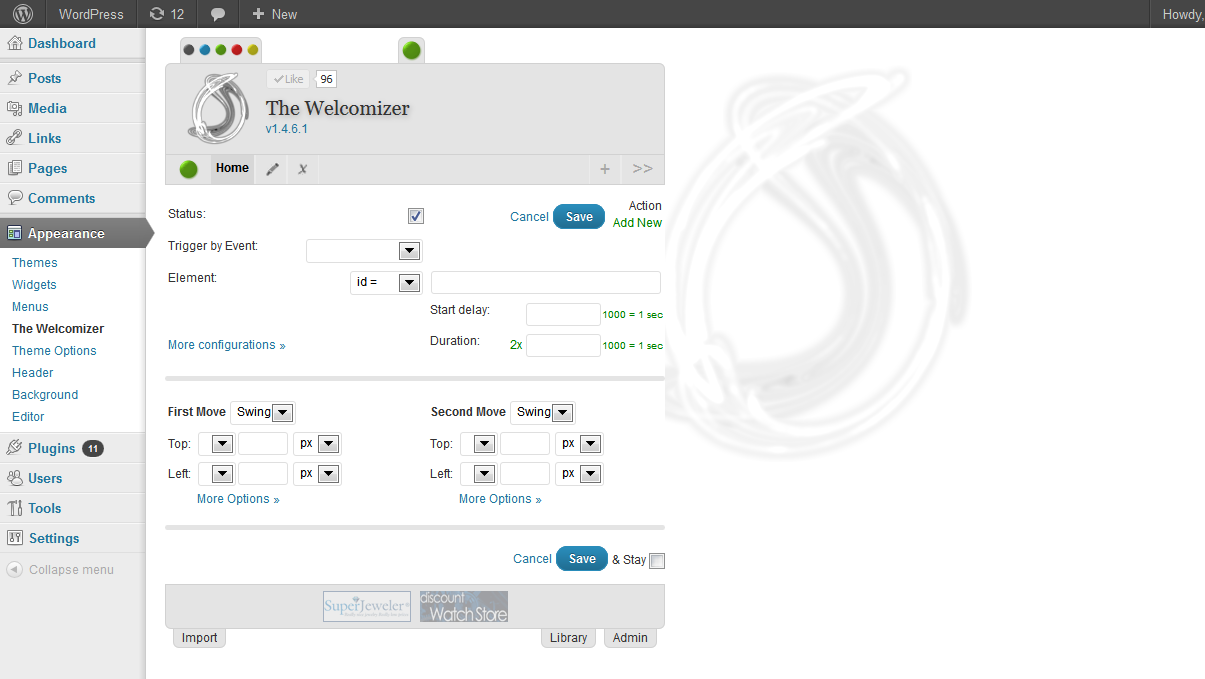 WordPress 12 New Howdy,
Dashboard
Posts
Media
Links
Pages
Comments
Appearance
Themes
Widgets
Menus
The Welcomizer
Theme Options
Header
Background
Editor
Plugins 11
Users
Tools
Settings
Collapse menu
Like 96
The Welcomizer
v1.4.6.1
Home x + >>
Status: Cancel Save Action
Add New
Trigger by Event:
Element: id =
Start delay: 1000 = 1 sec
More configurations » Duration: 2x 1000 = 1 sec
First Move Swing Second Move Swing
Top: px Top: px
Left: px Left: px
More Options » More Options »
Cancel Save & Stay
SuperJeweler
discount
Watch Store
Import Library Admin